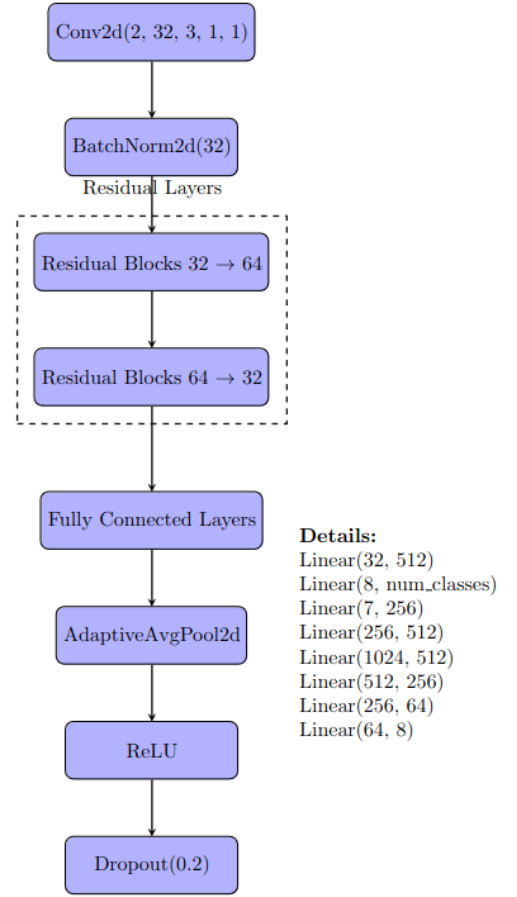 Conv2d(2, 32, 3, 1, 1)
BatchNorm2d(32)
Residual Layers
Residual Blocks 32 → 64
Residual Blocks 64 → 32
Fully Connected Layers
AdaptiveAvgPool2d
ReLU
Dropout(0.2)
Details:
Linear(32, 512)
Linear(8, num_classes)
Linear(7, 256)
Linear(256, 512)
Linear(1024, 512)
Linear(512, 256)
Linear(256, 64)
Linear(64, 8)